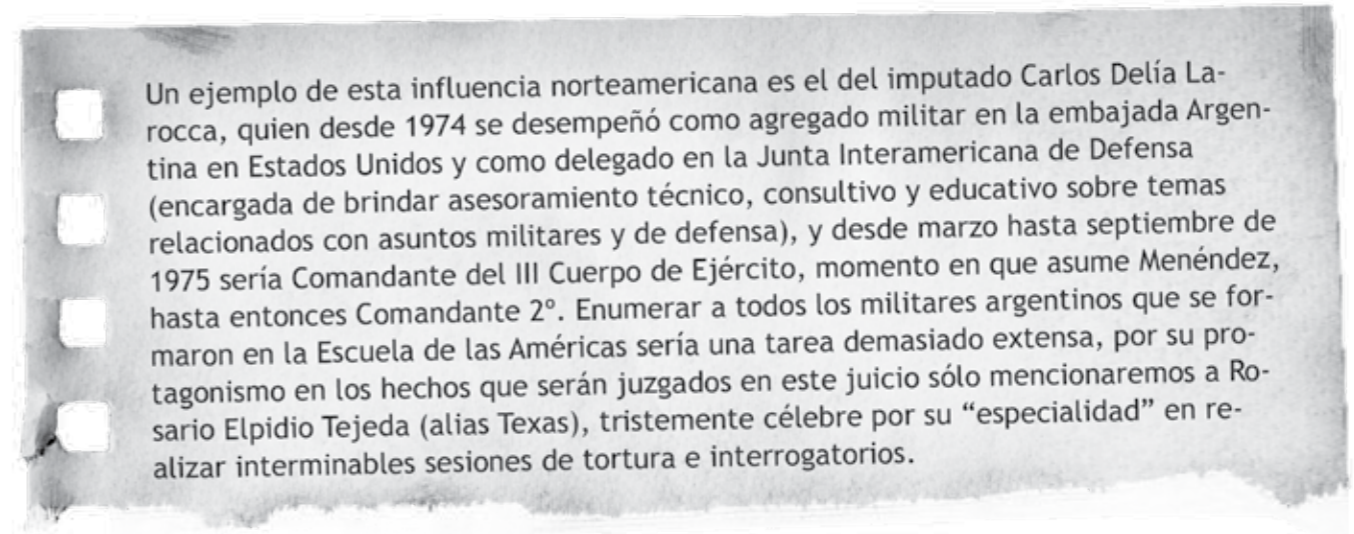 Un ejemplo de esta influencia norteamericana es el del imputado Carlos Delía La-
rocca, quien desde 1974 se desempeñó como agregado militar en la embajada Argen-
tina en Estados Unidos y como delegado en la Junta Interamericana de Defensa
(encargada de brindar asesoramiento técnico, consultivo y educativo sobre temas
relacionados con asuntos militares y de defensa), y desde marzo hasta septiembre de
1975 sería Comandante del III Cuerpo de Ejército, momento en que asume Menéndez,
hasta entonces Comandante 2º. Enumerar a todos los militares argentinos que se for-
maron en la Escuela de las Américas sería una tarea demasiado extensa, por su pro-
tagonismo en los hechos que serán juzgados en este juicio sólo mencionaremos a Ro-
sario Elpidio Tejeda (alias Texas), tristemente célebre por su “especialidad” en re-
alizar interminables sesiones de tortura e interrogatorios.